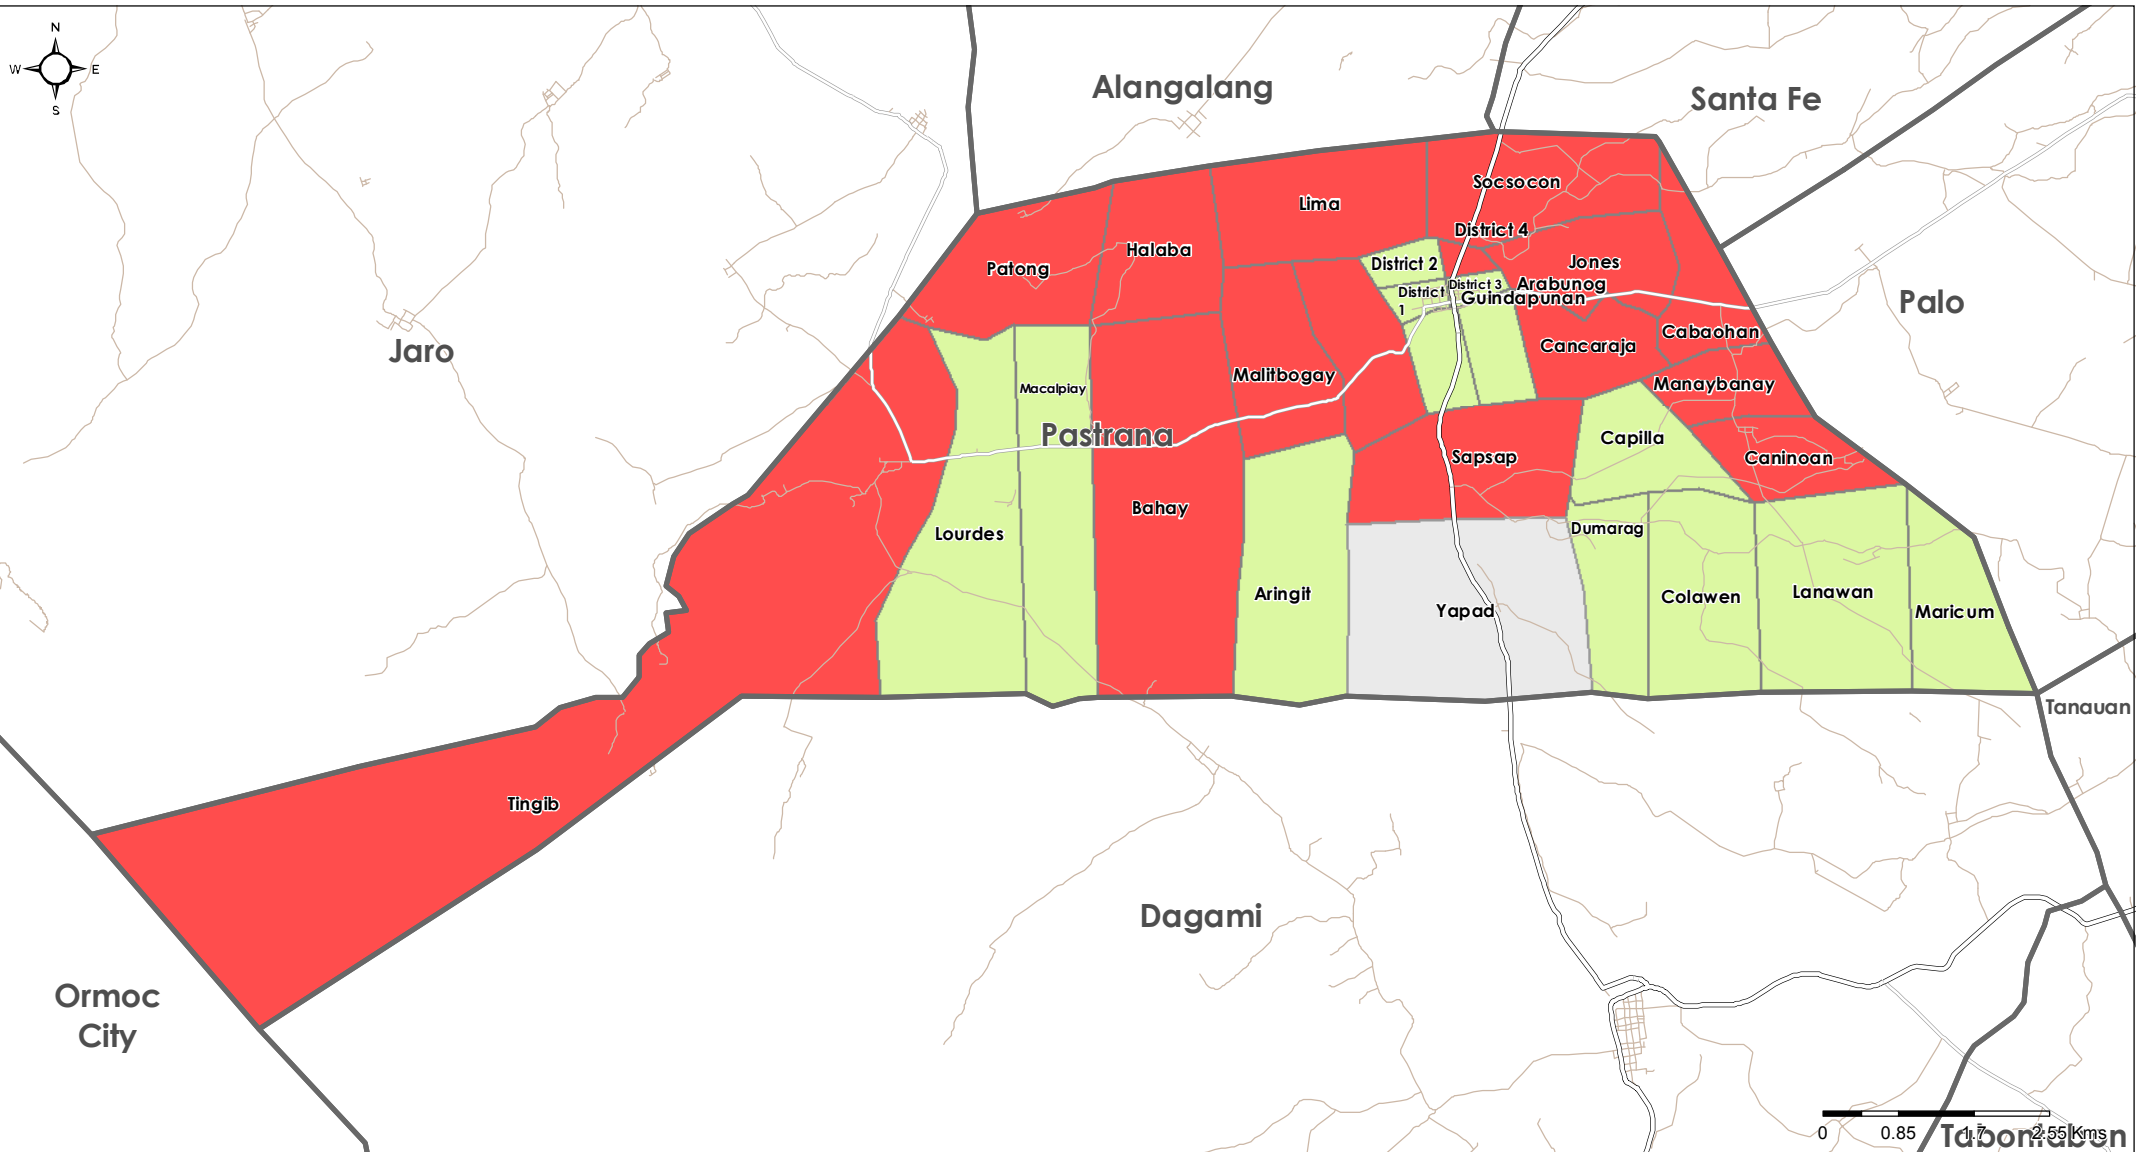 N
W E
S
Alangalang
Santa Fe
Socsocon
Lima
District 4
Halaba
Patong
District 2
Jones
District 3
Arabunog
District
1
Guindapunan
Palo
Jaro
Cabaohan
Cancaraja
Malitbogay
Manaybanay
Macalpiay
Pastrana
Capilla
Sapsap
Caninoan
Bahay
Dumarag
Lourdes
Aringit
Colawen
Lanawan
Yapad
Maricum
Tanauan
Tingib
Dagami
Ormoc
City
0 0.85 1.7 2.55 Kms
Tabontabon